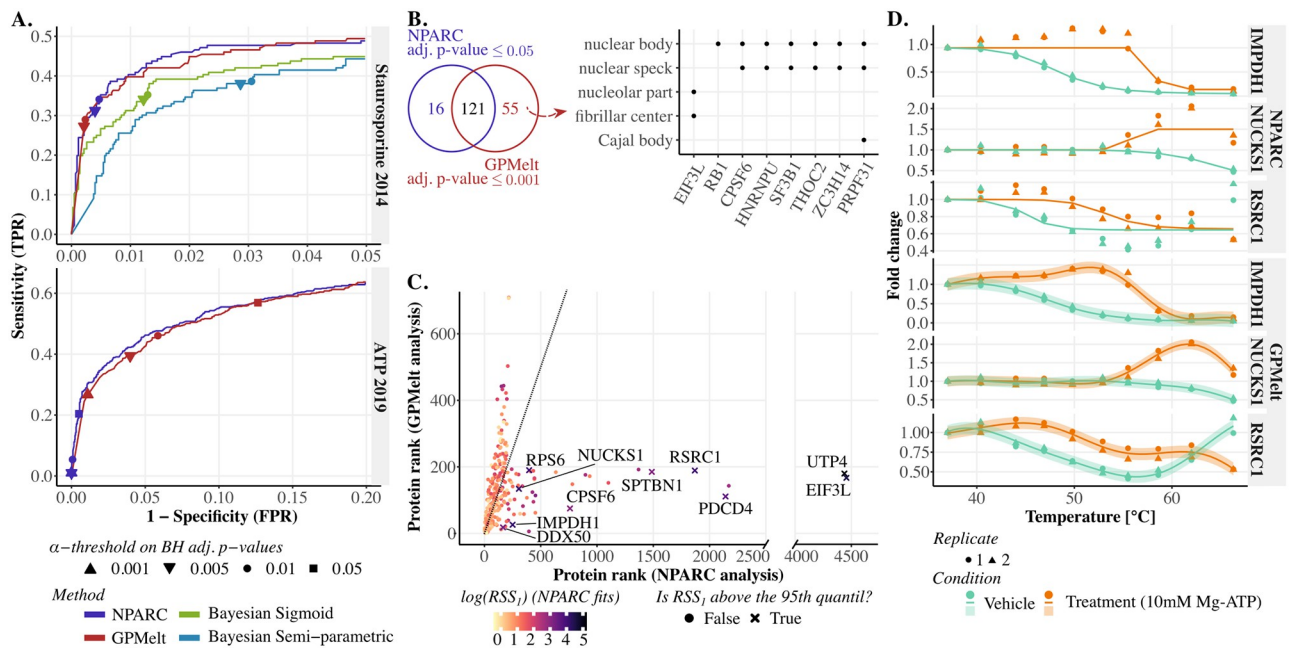 A.
0.5
0.4
0.3
0.2
0.1
0.0
0.00 0.01 0.02 0.03 0.04 0.05
Staurosporine 2014
0.6
0.4
0.2
0.0
0.00 0.05 0.10 0.15 0.20
ATP 2019
Sensitivity (TPR)
1 − Specificity (FPR)
α−threshold on BH adj. p−values
0.001 0.005 0.01 0.05
Method
NPARC Bayesian Sigmoid
GPMelt Bayesian Semi−parametric
B.
NPARC
adj. p-value ≤ 0.05
16 121 55
GPMelt
adj. p-value ≤ 0.001
nuclear body
nuclear speck
nucleolar part
fibrillar center
Cajal body
EIF3L
RB1
CPSF6
HNRNPU
SF3B1
THOC2
ZC3H14
PRPF31
C.
Protein rank (GPMelt analysis)
600
400
200
0
RPS6
NUCKS1
CPSF6
SPTBN1
RSRC1
PDCD4
UTP4
EIF3L
IMPDH1
DDX50
0 500 1000 1500 2000 2500 4000 4500
Protein rank (NPARC analysis)
log(RSS1) (NPARC fits)
0 1 2 3 4 5
Is RSS1 above the 95th quantil?
False True
D.
Fold change
1.0
0.5
IMPDH1
2.0
1.5
1.0
0.5
NUCKS1
1.0
0.8
0.6
0.4
RSRC1
NPARC
1.5
1.0
0.5
0.0
IMPDH1
2.0
1.5
1.0
0.5
NUCKS1
1.00
0.75
0.50
RSRC1
GPMelt
40 50 60
Temperature [°C]
Replicate
1 2
Condition
Vehicle Treatment (10mM Mg-ATP)